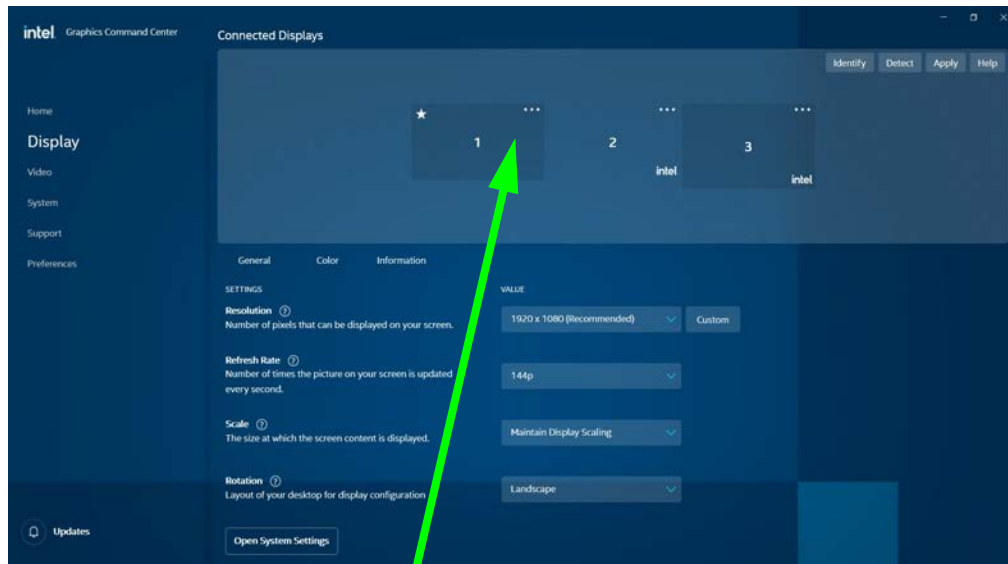 intel Graphics Command Center
Connected Displays
Identify Detect Apply Help
Home
Display
Video
System
Support
Preferences
1
2
intel
3
intel
General Color Information
SETTINGS VALUE
Resolution ?
Number of pixels that can be displayed on your screen.
1920 x 1080 (Recommended) Custom
Refresh Rate ?
Number of times the picture on your screen is updated
every second.
144p
Scale ?
The size at which the screen content is displayed.
Maintain Display Scaling
Rotation ?
Layout of your desktop for display configuration
Landscape
Updates
Open System Settings